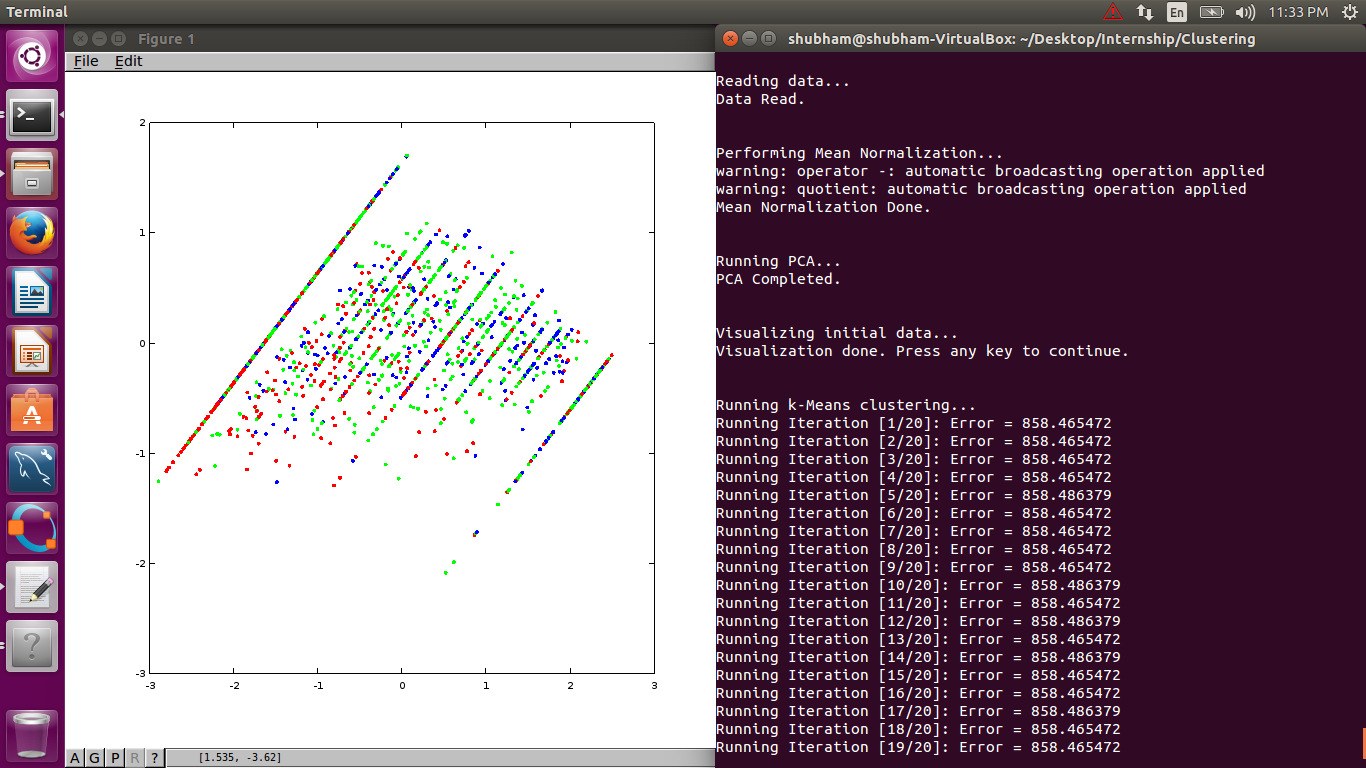 Terminal
En
11:33 PM
Figure 1
File Edit
2
1
0
-1
-2
-3
-3 -2 -1 0 1 2 3
A G P R ? [1.535, -3.62]
shubham@shubham-VirtualBox: ~/Desktop/Internship/Clustering
Reading data...
Data Read.
Performing Mean Normalization...
warning: operator -: automatic broadcasting operation applied
warning: quotient: automatic broadcasting operation applied
Mean Normalization Done.
Running PCA...
PCA Completed.
Visualizing initial data...
Visualization done. Press any key to continue.
Running k-Means clustering...
Running Iteration [1/20]: Error = 858.465472
Running Iteration [2/20]: Error = 858.465472
Running Iteration [3/20]: Error = 858.465472
Running Iteration [4/20]: Error = 858.465472
Running Iteration [5/20]: Error = 858.486379
Running Iteration [6/20]: Error = 858.465472
Running Iteration [7/20]: Error = 858.465472
Running Iteration [8/20]: Error = 858.465472
Running Iteration [9/20]: Error = 858.465472
Running Iteration [10/20]: Error = 858.486379
Running Iteration [11/20]: Error = 858.465472
Running Iteration [12/20]: Error = 858.486379
Running Iteration [13/20]: Error = 858.465472
Running Iteration [14/20]: Error = 858.486379
Running Iteration [15/20]: Error = 858.465472
Running Iteration [16/20]: Error = 858.465472
Running Iteration [17/20]: Error = 858.486379
Running Iteration [18/20]: Error = 858.465472
Running Iteration [19/20]: Error = 858.465472